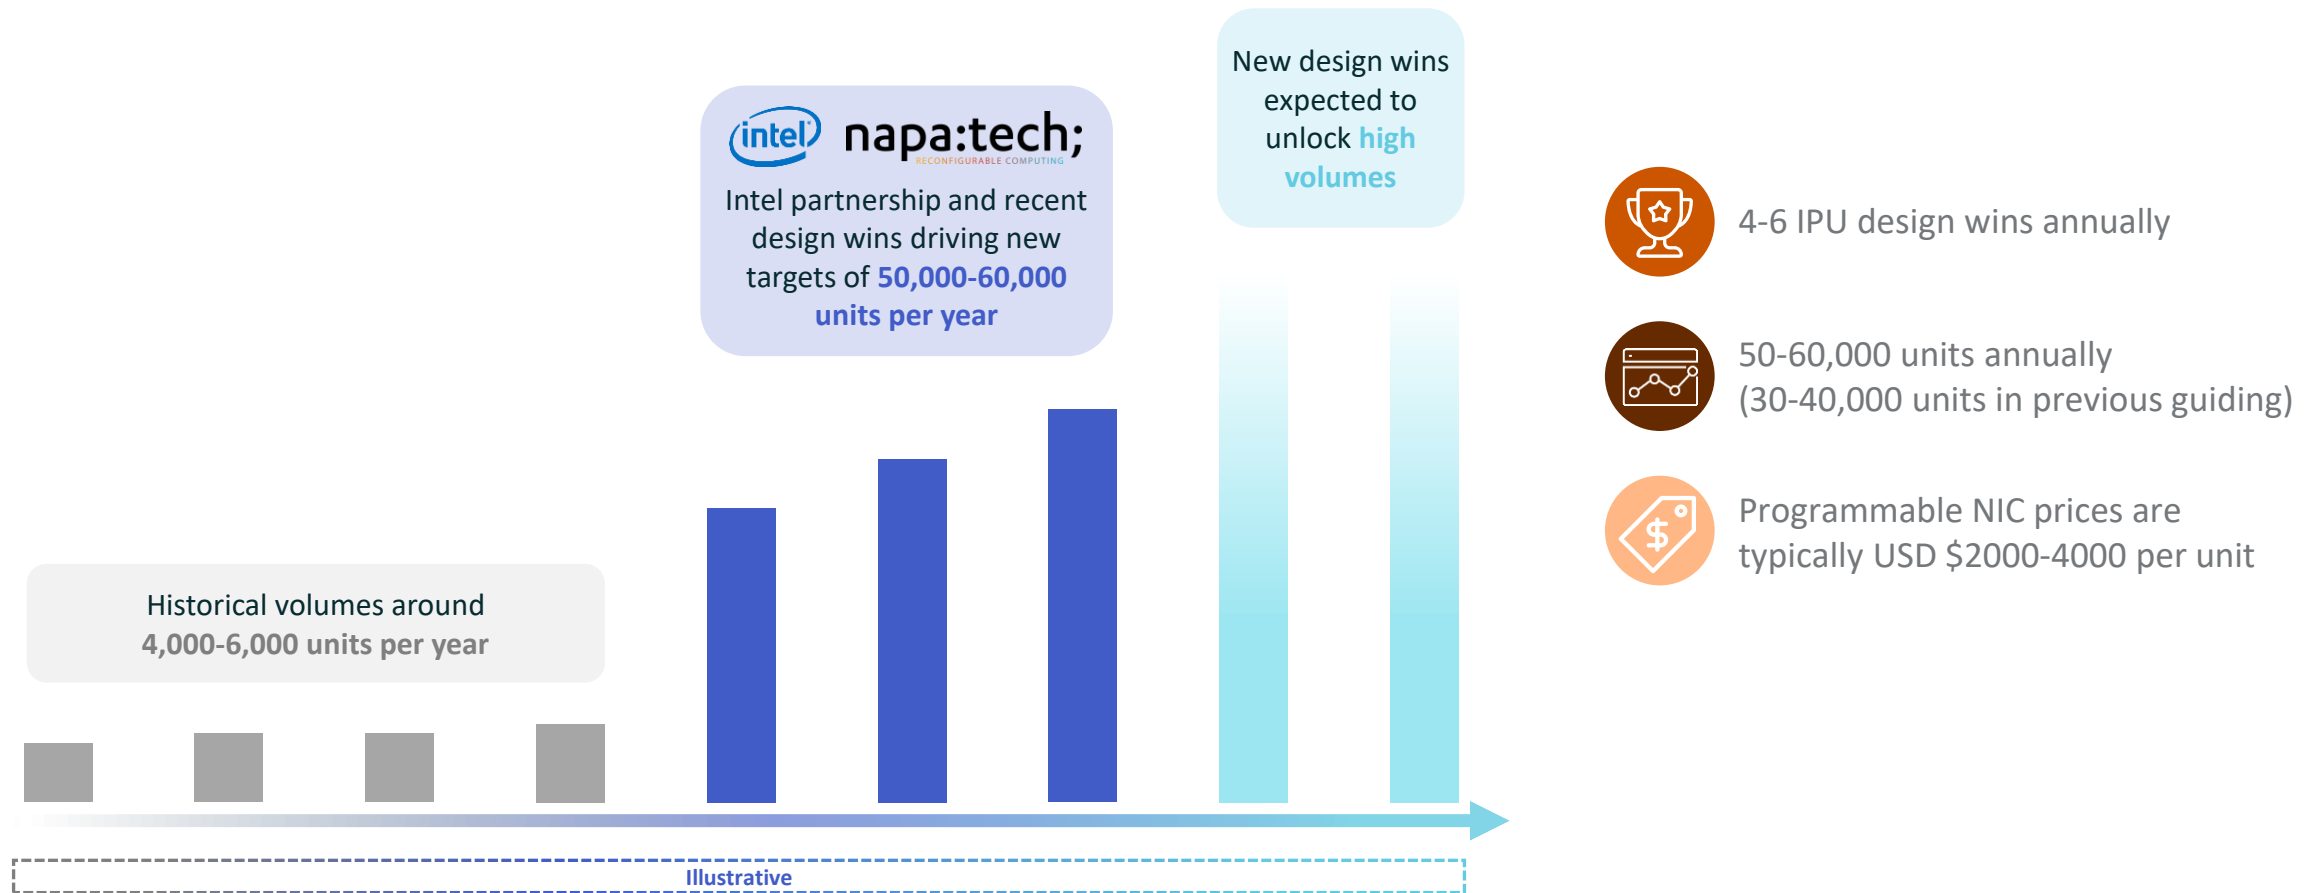 intel
napa:tech;
RECONFIGURABLE COMPUTING
Intel partnership and recent
design wins driving new
targets of 50,000-60,000
units per year
New design wins
expected to
unlock high
volumes
Historical volumes around
4,000-6,000 units per year
Illustrative
4-6 IPU design wins annually
50-60,000 units annually
(30-40,000 units in previous guiding)
$
Programmable NIC prices are
typically USD $2000-4000 per unit